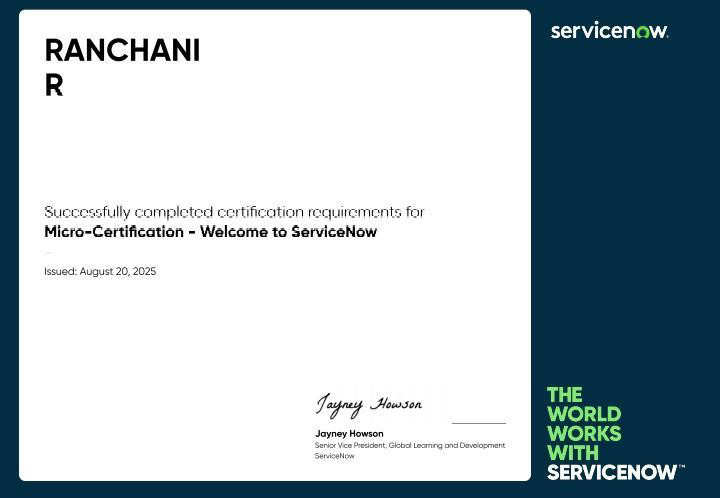 RANCHANI
R
servicenow
Successfully completed certification requirements for
Micro-Certification - Welcome to ServiceNow
Issued: August 20, 2025
Jayney Howson
Jayney Howson
Senior Vice President, Global Learning and Development
ServiceNow
THE
WORLD
WORKS
WITH
SERVICENOW™